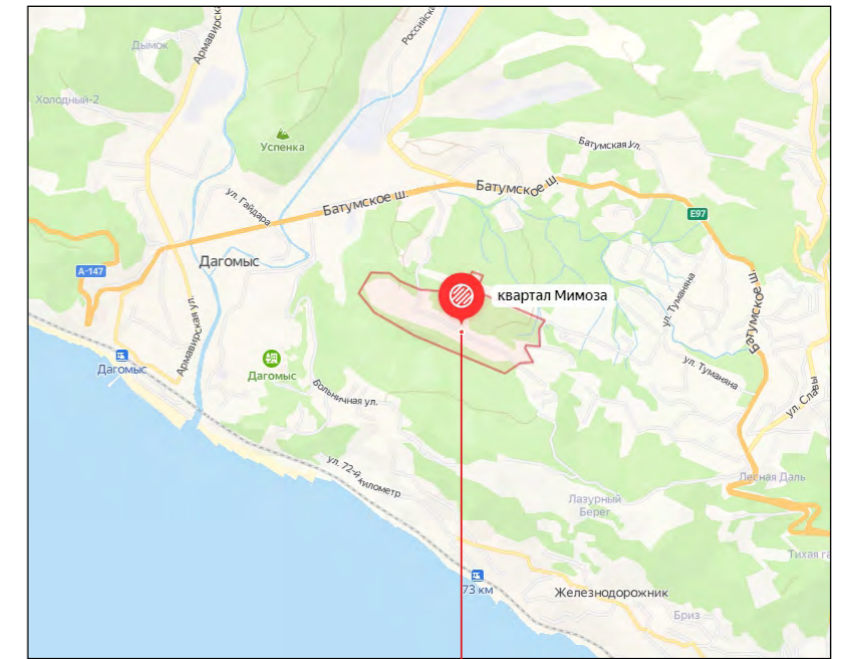 Дымок
Армавирск
Российск
Холодный-2
Успенка
Батумская ул.
ул. Гайдара
Батумское ш.
Батумское ш.
E97
Дагомыс
А-147
квартал Мимоза
ул. Туманяна
Батумское ш.
Армавирская ул.
Дагомыс
Дагомыс
Больничная ул.
ул. Туманяна
ул. Славы
ул. 72-й
километр
Лесная Даль
Лазурный
Берег
Тихая га
73 км
Железнодорожник
Бриз